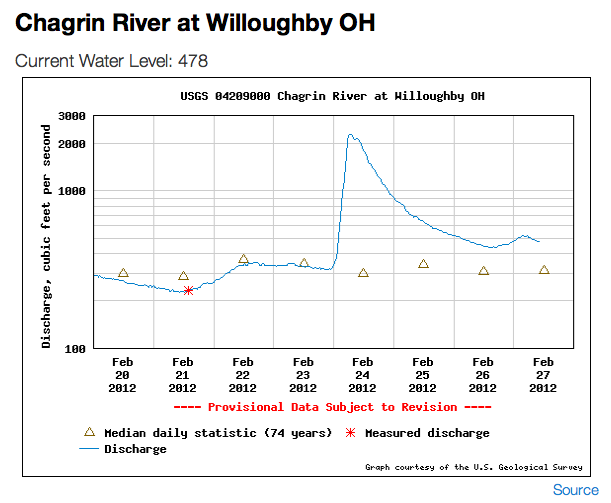 Chagrin River at Willoughby OH
Current Water Level: 478
USGS 04209000 Chagrin River at Willoughby OH
Discharge, cubic feet per second
3000
2000
1000
100
Feb Feb Feb Feb Feb Feb Feb Feb
20 21 22 23 24 25 26 27
2012 2012 2012 2012 2012 2012 2012 2012
---- Provisional Data Subject to Revision ----
Median daily statistic (74 years) Measured discharge
Discharge
Graph courtesy of the U.S. Geological Survey
Source